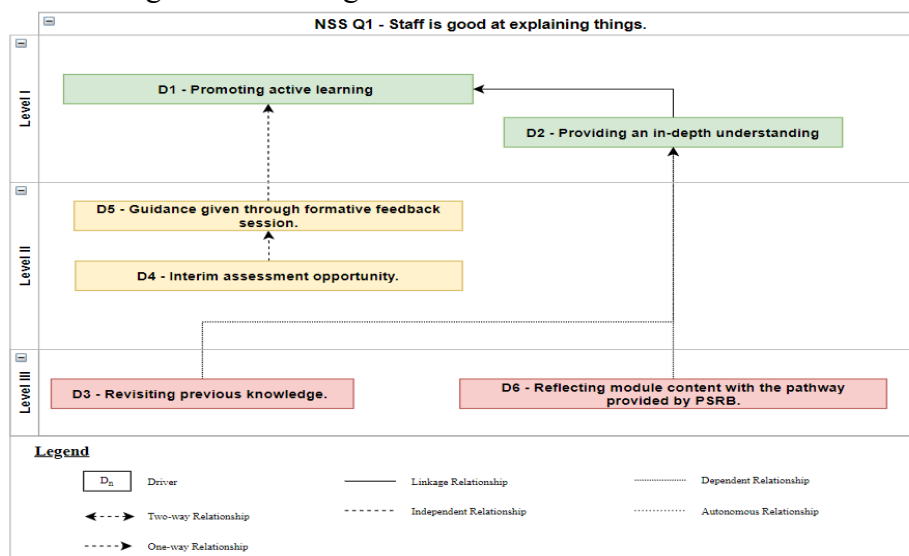 NSS Q1 - Staff is good at explaining things.
Level I
D1 - Promoting active learning
D2 - Providing an in-depth understanding
Level II
D5 - Guidance given through formative feedback
session.
D4 - Interim assessment opportunity.
Level III
D3 - Revisiting previous knowledge.
D6 - Reflecting module content with the pathway
provided by PSRB.
Legend
Dn Driver
Linkage Relationship
Dependent Relationship
Two-way Relationship
Independent Relationship
Autonomous Relationship
One-way Relationship